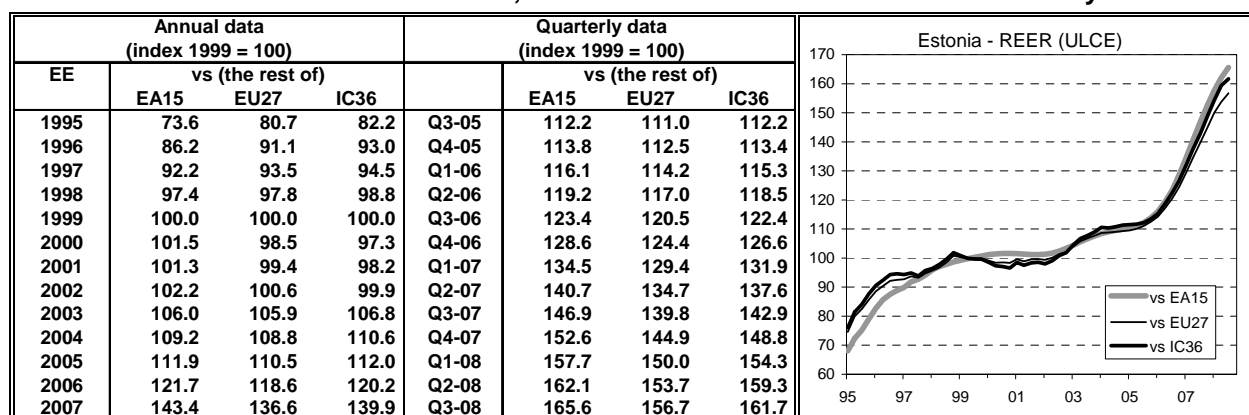 Annual data Quarterly data
(index 1999 = 100) (index 1999 = 100)
EE vs (the rest of) vs (the rest of)
EA15 EU27 IC36 EA15 EU27 IC36
1995 73.6 80.7 82.2 Q3-05 112.2 111.0 112.2
1996 86.2 91.1 93.0 Q4-05 113.8 112.5 113.4
1997 92.2 93.5 94.5 Q1-06 116.1 114.2 115.3
1998 97.4 97.8 98.8 Q2-06 119.2 117.0 118.5
1999 100.0 100.0 100.0 Q3-06 123.4 120.5 122.4
2000 101.5 98.5 97.3 Q4-06 128.6 124.4 126.6
2001 101.3 99.4 98.2 Q1-07 134.5 129.4 131.9
2002 102.2 100.6 99.9 Q2-07 140.7 134.7 137.6
2003 106.0 105.9 106.8 Q3-07 146.9 139.8 142.9
2004 109.2 108.8 110.6 Q4-07 152.6 144.9 148.8
2005 111.9 110.5 112.0 Q1-08 157.7 150.0 154.3
2006 121.7 118.6 120.2 Q2-08 162.1 153.7 159.3
2007 143.4 136.6 139.9 Q3-08 165.6 156.7 161.7
Estonia - REER (ULCE)
170
160
150
140
130
120
110
100
90
80
70
60
95 97 99 01 03 05 07
vs EA15
vs EU27
vs IC36